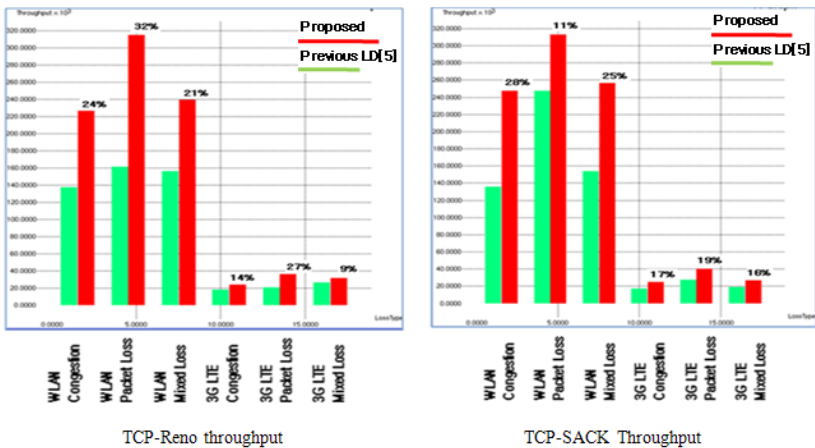 Throughput × 10³
Proposed
Previous LD[5]
320.0000
300.0000
280.0000
260.0000
240.0000
220.0000
200.0000
180.0000
160.0000
140.0000
120.0000
100.0000
80.0000
60.0000
40.0000
20.0000
0.0000
24%
32%
21%
14%
27%
9%
0.0000
5.0000
10.0000
15.0000
LossType
WLAN
Congestion
WLAN
Packet Loss
WLAN
Mixed Loss
3G LTE
Congestion
3G LTE
Packet Loss
3G LTE
Mixed Loss
TCP-Reno throughput
Throughput × 10³
Proposed
Previous LD[5]
320.0000
300.0000
280.0000
260.0000
240.0000
220.0000
200.0000
180.0000
160.0000
140.0000
120.0000
100.0000
80.0000
60.0000
40.0000
20.0000
0.0000
28%
11%
25%
17%
19%
16%
0.0000
5.0000
10.0000
15.0000
LossType
WLAN
Congestion
WLAN
Packet Loss
WLAN
Mixed Loss
3G LTE
Congestion
3G LTE
Packet Loss
3G LTE
Mixed Loss
TCP-SACK Throughput